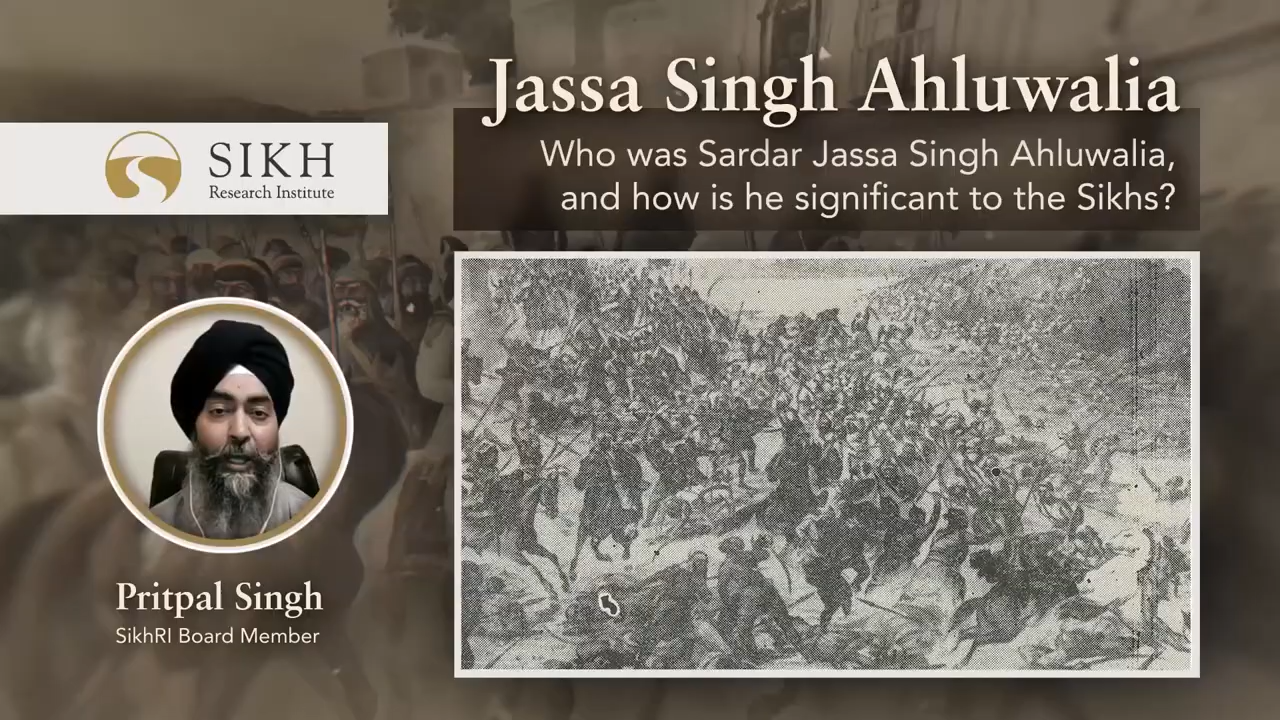 SIKH
Research Institute
Jassa Singh Ahluwalia
Who was Sardar Jassa Singh Ahluwalia,
and how is he significant to the Sikhs?
Pritpal Singh
SikhRI Board Member